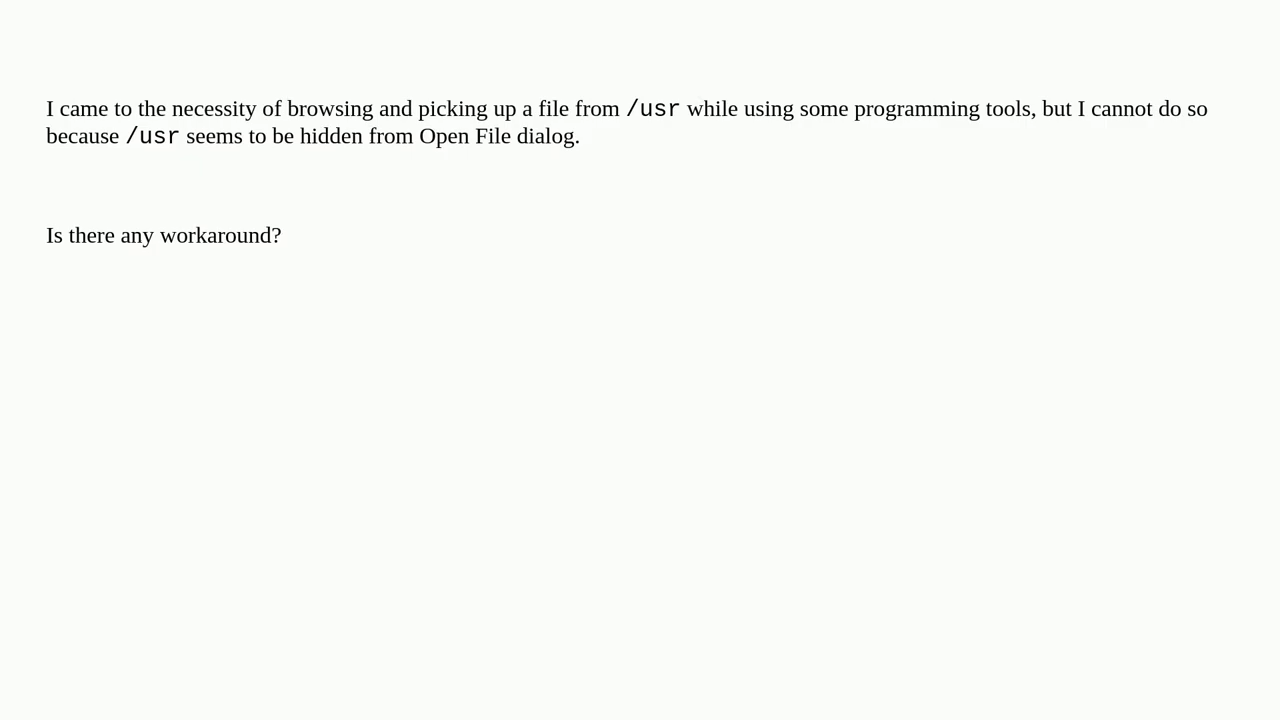 I came to the necessity of browsing and picking up a file from /usr while using some programming tools, but I cannot do so
because /usr seems to be hidden from Open File dialog.
Is there any workaround?